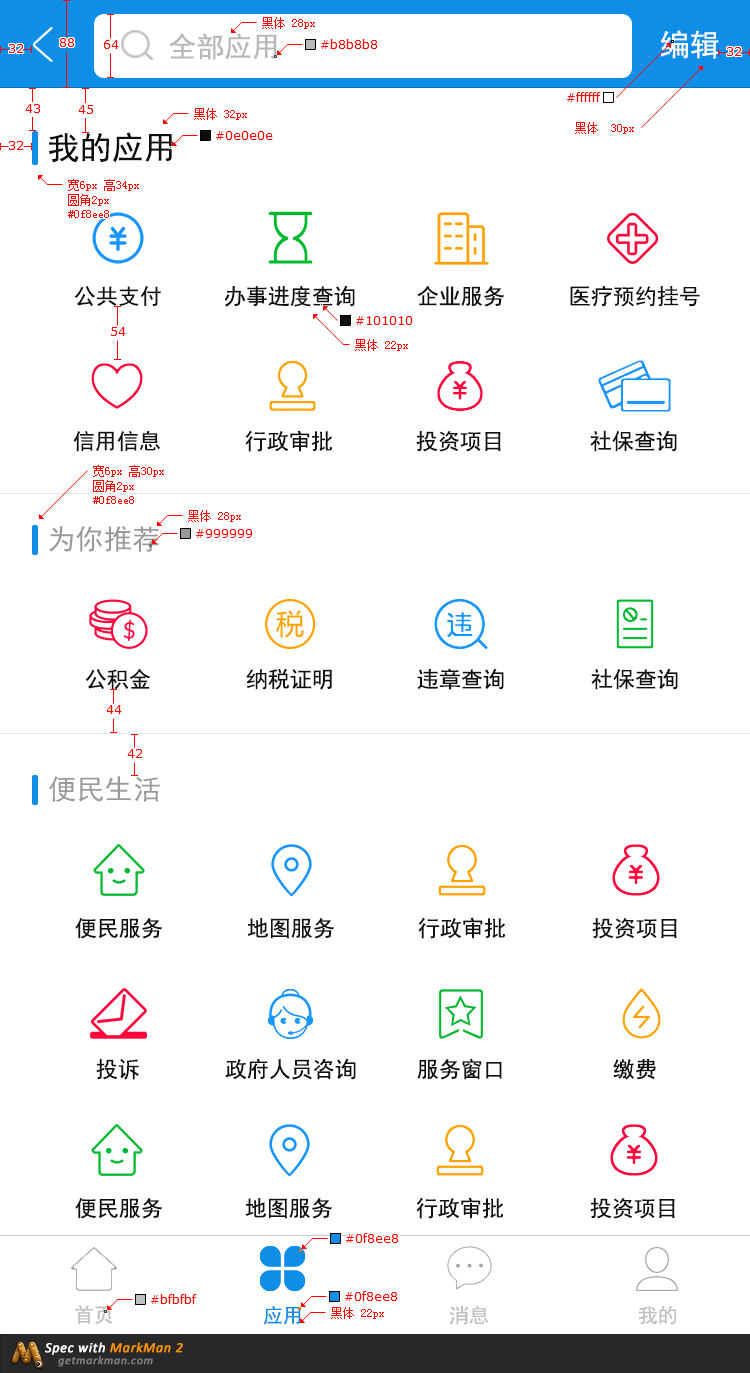 黑体 28px
32
88
64
全部应用
#b8b8b8
编辑
32
43
45
黑体 32px
#ffffff
黑体 30px
32
我的应用
#0e0e0e
宽6px 高34px
圆角2px
#0f8ee8
公共支付
办事进度查询
企业服务
医疗预约挂号
#101010
54
黑体 22px
信用信息
行政审批
投资项目
社保查询
宽6px 高30px
圆角2px
#0f8ee8
黑体 28px
为你推荐
#999999
税
违
公积金
纳税证明
违章查询
社保查询
44
42
便民生活
便民服务
地图服务
行政审批
投资项目
投诉
政府人员咨询
服务窗口
缴费
便民服务
地图服务
行政审批
投资项目
#0f8ee8
#bfbfbf
#0f8ee8
首页
应用
黑体 22px
消息
我的
Spec with MarkMan 2
getmarkman.com